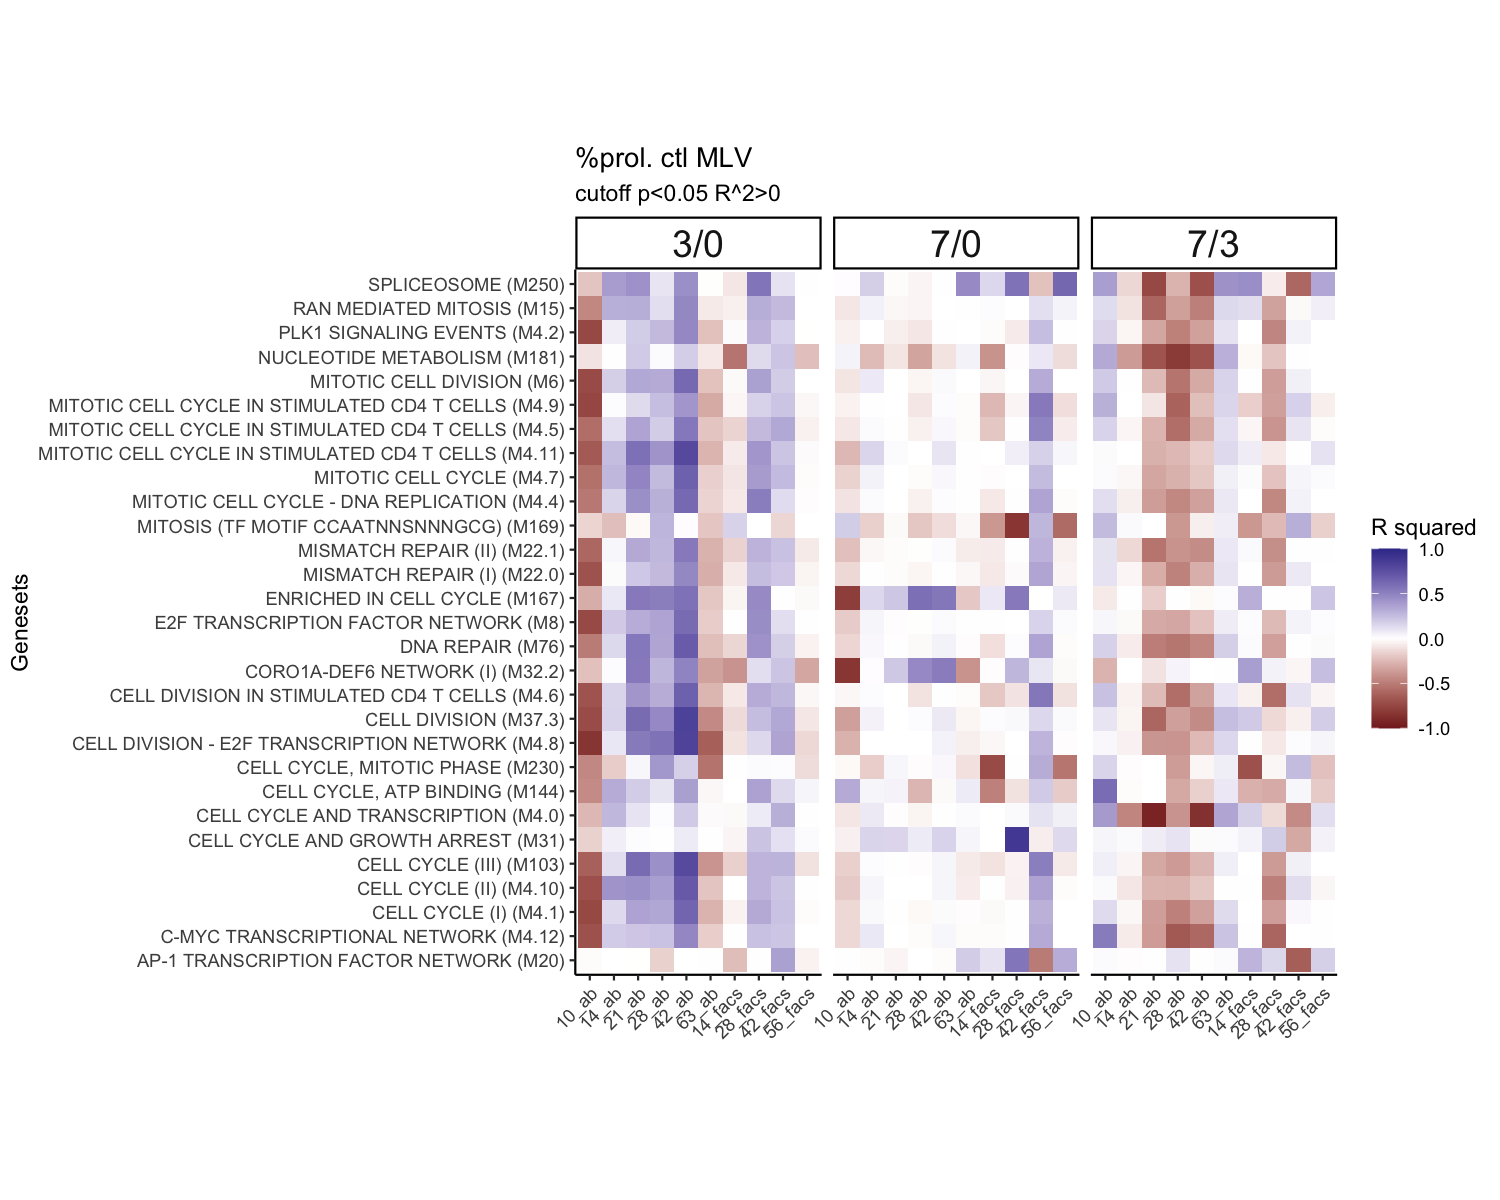 %prol. ctl MLV
cutoff p<0.05 R^2>0
3/0
7/0
7/3
Genesets
SPLICEOSOME (M250)
RAN MEDIATED MITOSIS (M15)
PLK1 SIGNALING EVENTS (M4.2)
NUCLEOTIDE METABOLISM (M181)
MITOTIC CELL DIVISION (M6)
MITOTIC CELL CYCLE IN STIMULATED CD4 T CELLS (M4.9)
MITOTIC CELL CYCLE IN STIMULATED CD4 T CELLS (M4.5)
MITOTIC CELL CYCLE IN STIMULATED CD4 T CELLS (M4.11)
MITOTIC CELL CYCLE (M4.7)
MITOTIC CELL CYCLE - DNA REPLICATION (M4.4)
MITOSIS (TF MOTIF CCAATNNSNNNGCG) (M169)
MISMATCH REPAIR (II) (M22.1)
MISMATCH REPAIR (I) (M22.0)
ENRICHED IN CELL CYCLE (M167)
E2F TRANSCRIPTION FACTOR NETWORK (M8)
DNA REPAIR (M76)
CORO1A-DEF6 NETWORK (I) (M32.2)
CELL DIVISION IN STIMULATED CD4 T CELLS (M4.6)
CELL DIVISION (M37.3)
CELL DIVISION - E2F TRANSCRIPTION NETWORK (M4.8)
CELL CYCLE, MITOTIC PHASE (M230)
CELL CYCLE, ATP BINDING (M144)
CELL CYCLE AND TRANSCRIPTION (M4.0)
CELL CYCLE AND GROWTH ARREST (M31)
CELL CYCLE (III) (M103)
CELL CYCLE (II) (M4.10)
CELL CYCLE (I) (M4.1)
C-MYC TRANSCRIPTIONAL NETWORK (M4.12)
AP-1 TRANSCRIPTION FACTOR NETWORK (M20)
10_ab
14_ab
21_ab
28_ab
42_ab
63_ab
14_facs
28_facs
42_facs
56_facs
10_ab
14_ab
21_ab
28_ab
42_ab
63_ab
14_facs
28_facs
42_facs
56_facs
10_ab
14_ab
21_ab
28_ab
42_ab
63_ab
14_facs
28_facs
42_facs
56_facs
R squared
1.0
0.5
0.0
-0.5
-1.0